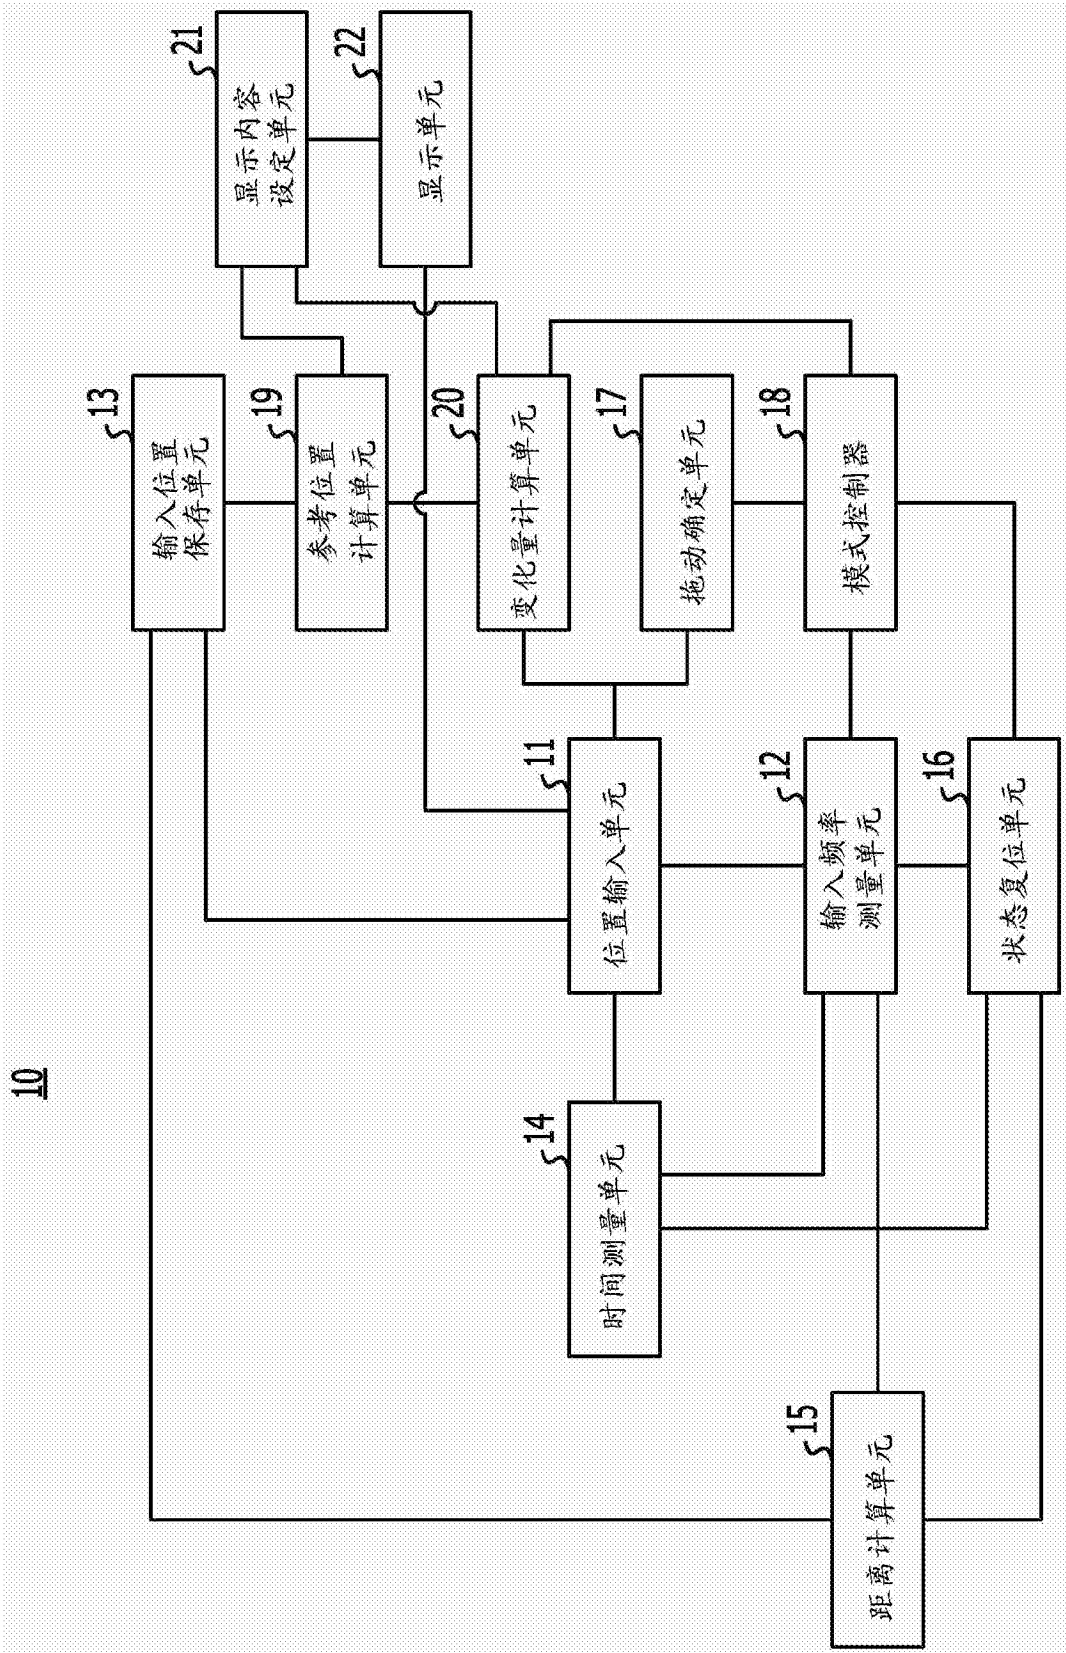 10
21
显示内容
设定单元
22
显示单元
13
输入位置
保存单元
19
参考位置
计算单元
20
变化量计算单元
17
拖动确定单元
18
模式控制器
11
位置输入单元
12
输入频率
测量单元
16
状态复位单元
14
时间测量单元
15
距离计算单元